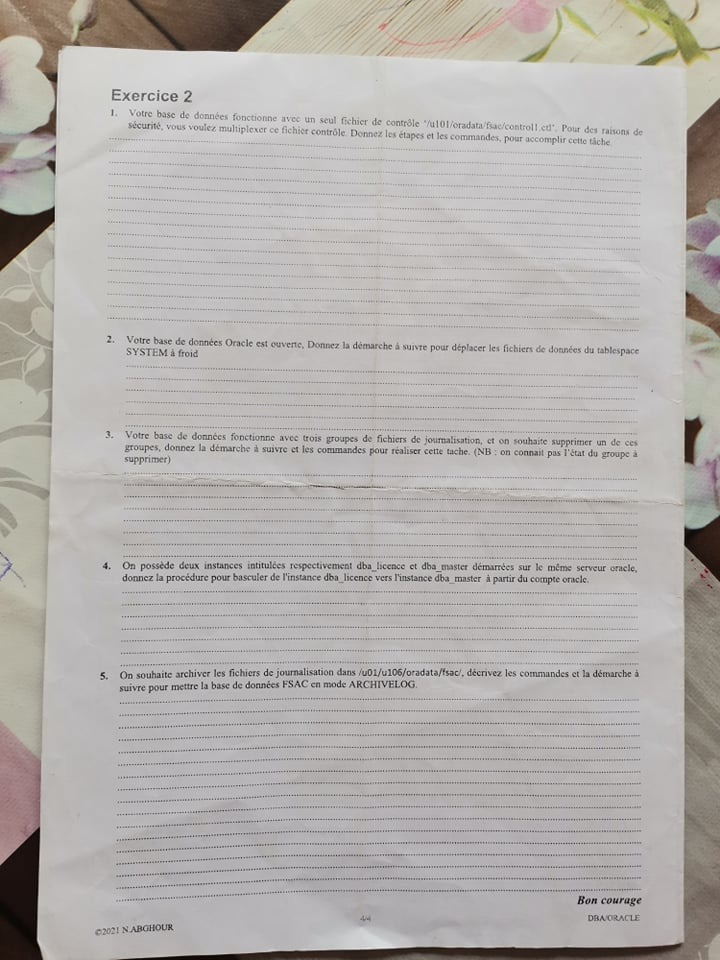 Exercice 2
1. Votre base de données fonctionne avec un seul fichier de contrôle "/u101/oradata/fsac/control1.ctl". Pour des raisons de
sécurité, vous voulez multiplexer ce fichier contrôle. Donnez les étapes et les commandes, pour accomplir cette tâche.
2. Votre base de données Oracle est ouverte, Donnez la démarche à suivre pour déplacer les fichiers de données du tablespace
SYSTEM à froid
3. Votre base de données fonctionne avec trois groupes de fichiers de journalisation, et on souhaite supprimer un de ces
groupes, donnez la démarche à suivre et les commandes pour réaliser cette tache. (NB : on connait pas l'état du groupe à
supprimer)
4. On possède deux instances intitulées respectivement dba_licence et dba_master démarrées sur le même serveur oracle,
donnez la procédure pour basculer de l'instance dba_licence vers l'instance dba_master à partir du compte oracle.
5. On souhaite archiver les fichiers de journalisation dans /u01/u106/oradata/fsac/, décrivez les commandes et la démarche à
suivre pour mettre la base de données FSAC en mode ARCHIVELOG.
Bon courage
©2021 N.ABGHOUR
4/4
DBA/ORACLE